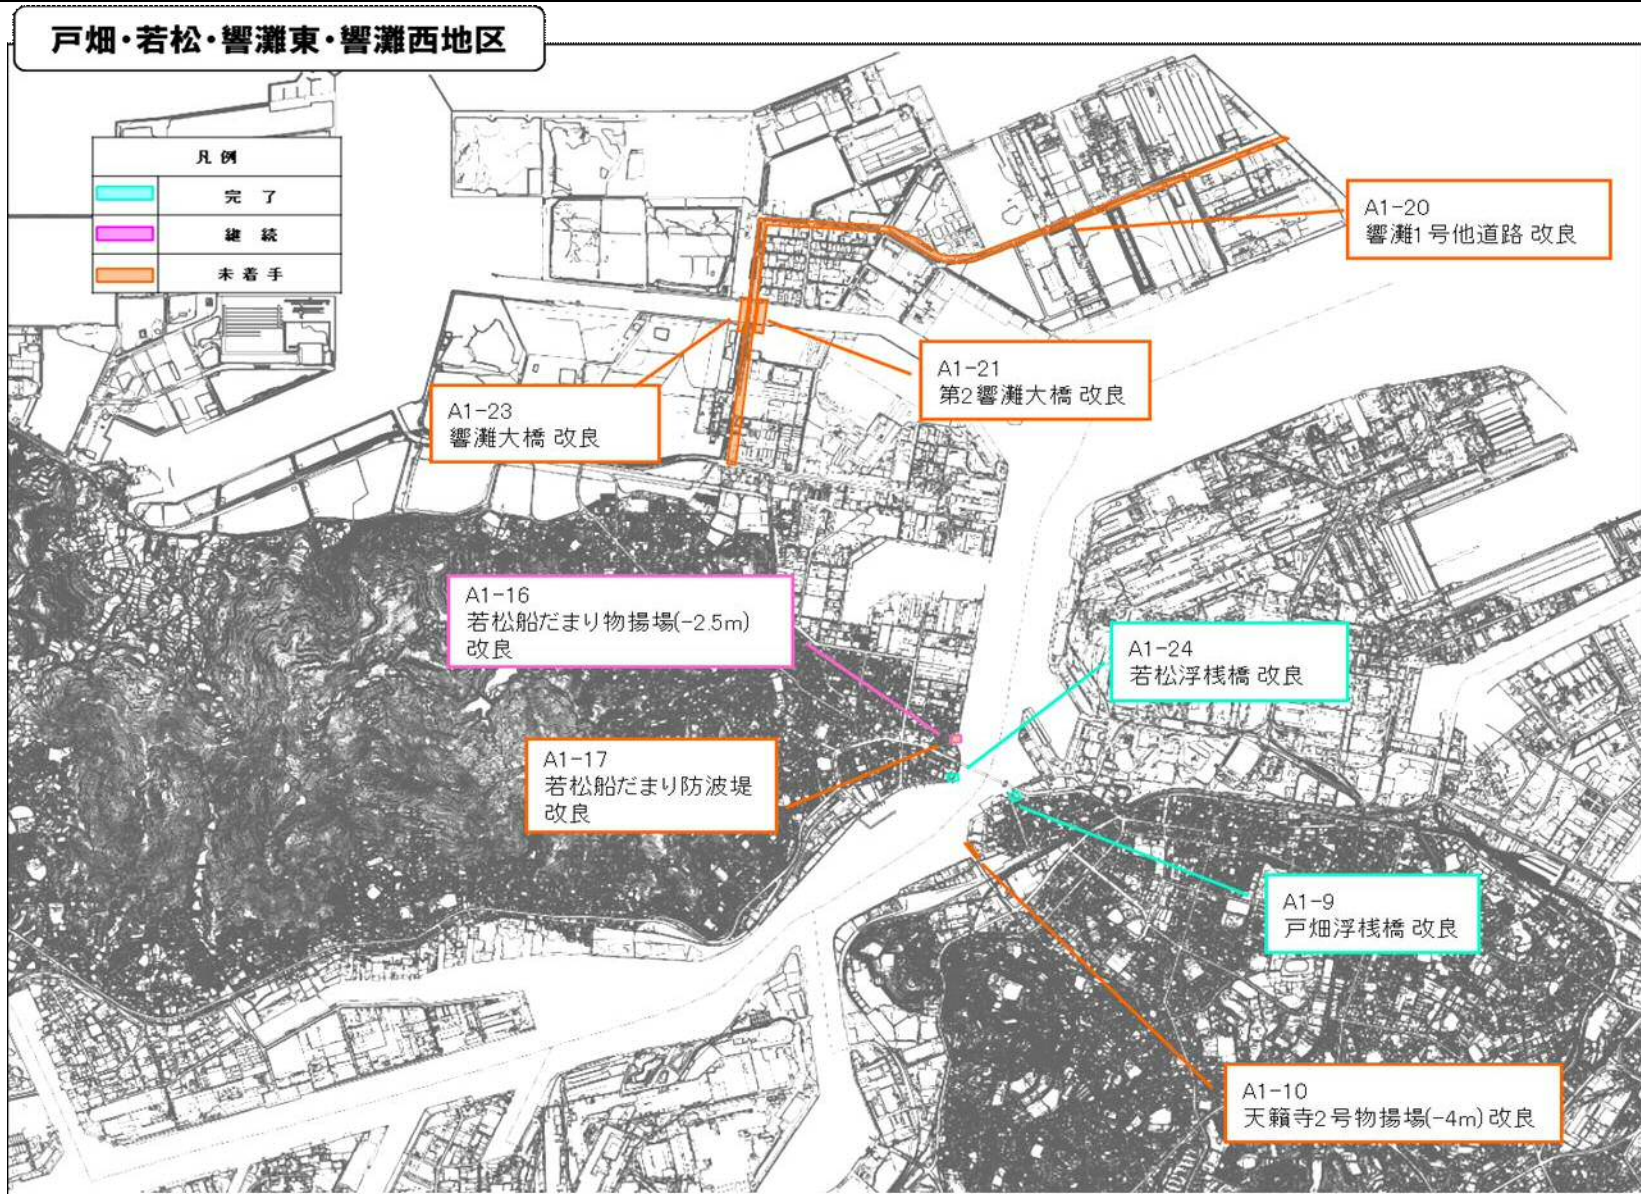 戸畑・若松・響灘東・響灘西地区
凡例
完了
継続
未着手
A1-20
響灘1号他道路 改良
A1-21
第2響灘大橋 改良
A1-23
響灘大橋 改良
A1-16
若松船だまり物揚場(-2.5m)
改良
A1-24
若松浮桟橋 改良
A1-17
若松船だまり防波堤
改良
A1-9
戸畑浮桟橋 改良
A1-10
天籟寺2号物揚場(-4m) 改良